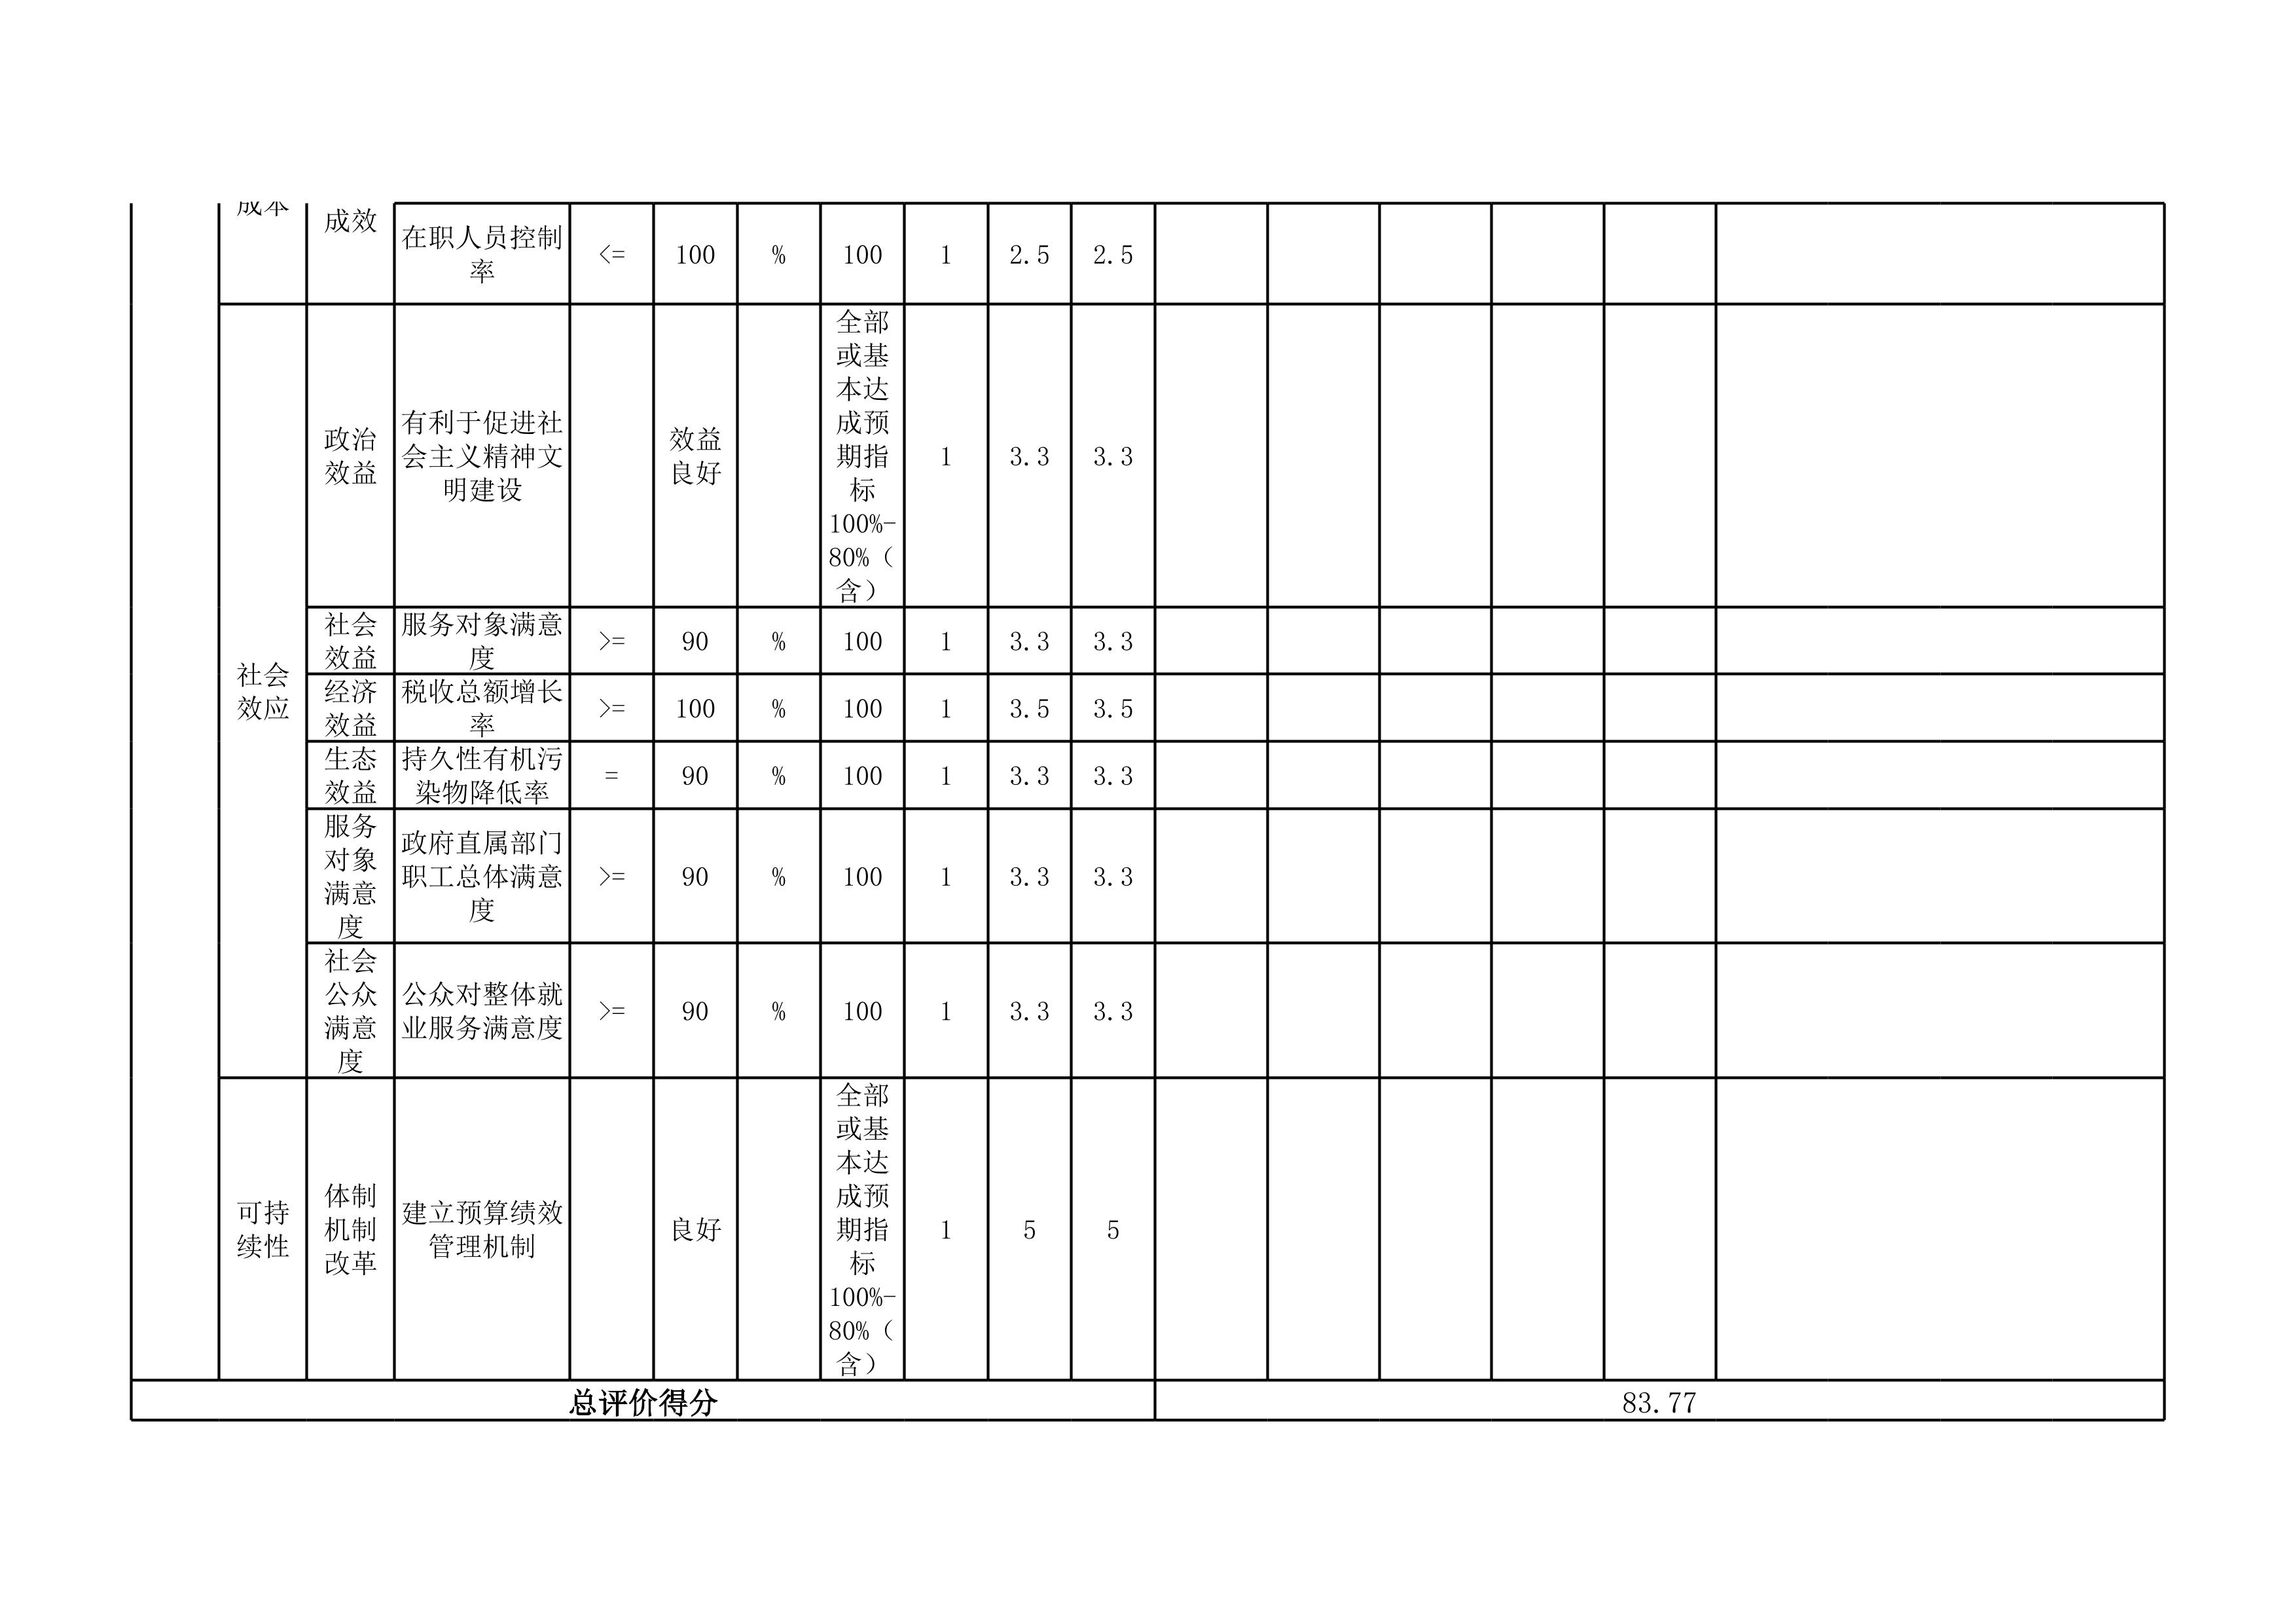 成本
成效
在职人员控制
率
<=
100
%
100
1
2.5
2.5
社会
效应
政治
效益
有利于促进社
会主义精神文
明建设
效益
良好
全部
或基
本达
成预
期指
标
100%-
80%（
含）
1
3.3
3.3
社会
效益
服务对象满意
度
>=
90
%
100
1
3.3
3.3
经济
效益
税收总额增长
率
>=
100
%
100
1
3.5
3.5
生态
效益
持久性有机污
染物降低率
=
90
%
100
1
3.3
3.3
服务
对象
满意
度
政府直属部门
职工总体满意
度
>=
90
%
100
1
3.3
3.3
社会
公众
满意
度
公众对整体就
业服务满意度
>=
90
%
100
1
3.3
3.3
可持
续性
体制
机制
改革
建立预算绩效
管理机制
良好
全部
或基
本达
成预
期指
标
100%-
80%（
含）
1
5
5
总评价得分
83.77